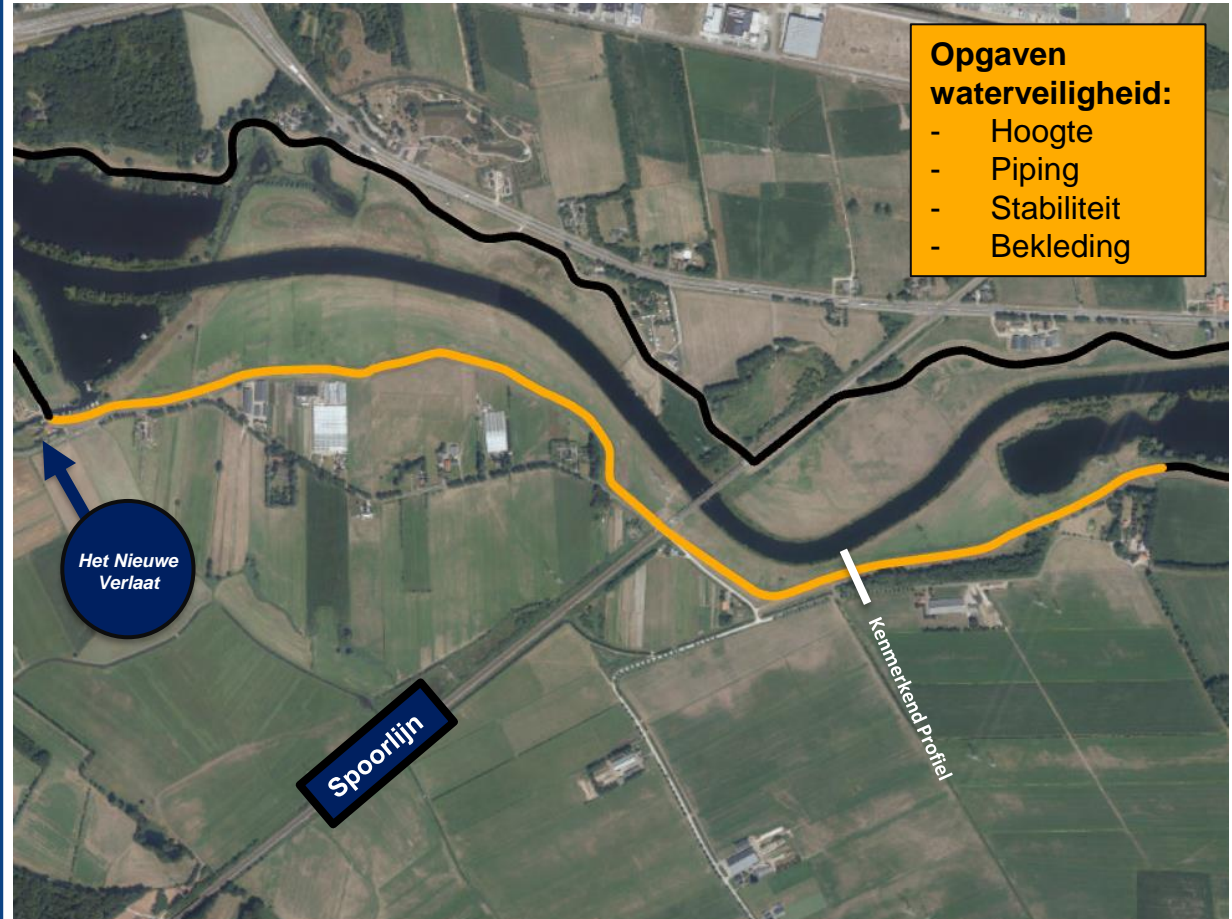 Opgaven
waterveiligheid:
- Hoogte
- Piping
- Stabiliteit
- Bekleding
Het Nieuwe
Verlaat
Kenmerkend Profiel
Spoorlijn